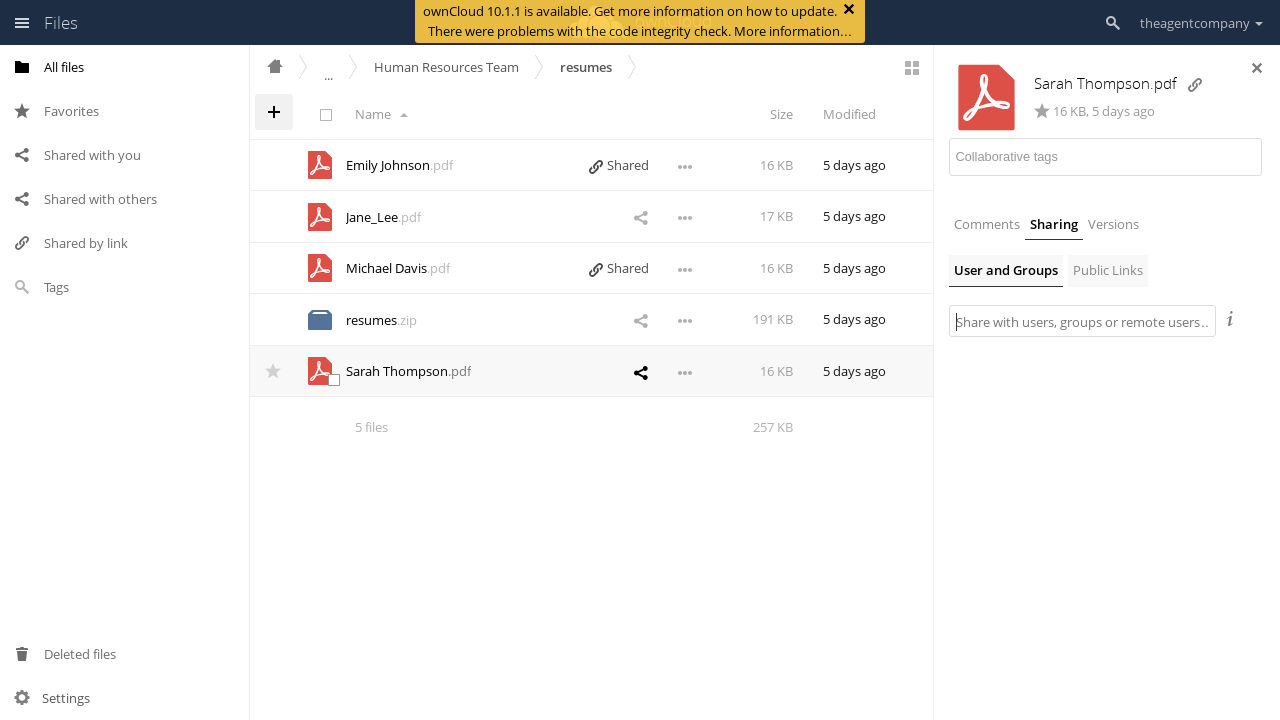 ownCloud 10.1.1 is available. Get more information on how to update.
There were problems with the code integrity check. More information…
Files
theagentcompany
All files
Favorites
Shared with you
Shared with others
Shared by link
Tags
Deleted files
Settings
...
Human Resources Team
resumes
Name
Size
Modified
Emily Johnson.pdf
Shared
16 KB
5 days ago
Jane_Lee.pdf
17 KB
5 days ago
Michael Davis.pdf
Shared
16 KB
5 days ago
resumes.zip
191 KB
5 days ago
Sarah Thompson.pdf
16 KB
5 days ago
5 files
257 KB
Sarah Thompson.pdf
16 KB, 5 days ago
Collaborative tags
Comments
Sharing
Versions
User and Groups
Public Links
Share with users, groups or remote users…
i